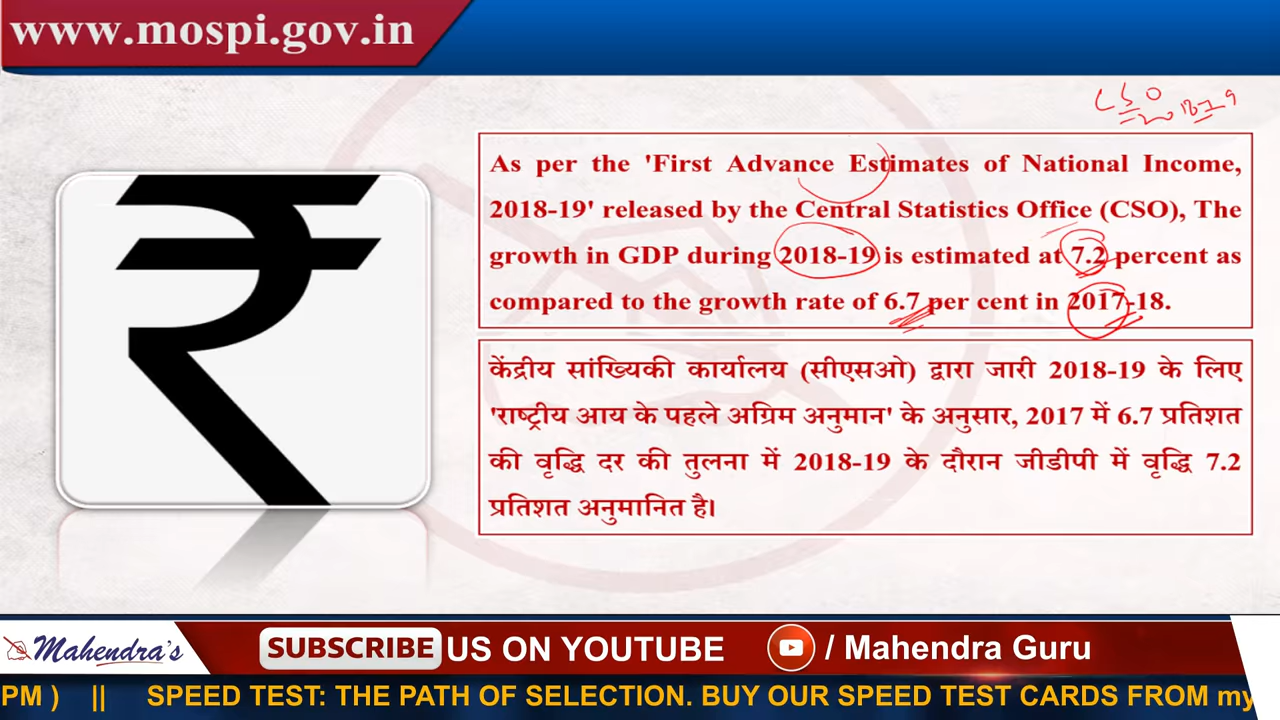 www.mospi.gov.in
CSO
As per the 'First Advance Estimates of National Income,
2018-19' released by the Central Statistics Office (CSO), The
growth in GDP during 2018-19 is estimated at 7.2 percent as
compared to the growth rate of 6.7 per cent in 2017-18.
केंद्रीय सांख्यिकी कार्यालय (सीएसओ) द्वारा जारी 2018-19 के लिए
'राष्ट्रीय आय के पहले अग्रिम अनुमान' के अनुसार, 2017 में 6.7 प्रतिशत
की वृद्धि दर की तुलना में 2018-19 के दौरान जीडीपी में वृद्धि 7.2
प्रतिशत अनुमानित है।
Mahendra's SUBSCRIBE US ON YOUTUBE / Mahendra Guru
PM ) || SPEED TEST: THE PATH OF SELECTION. BUY OUR SPEED TEST CARDS FROM my